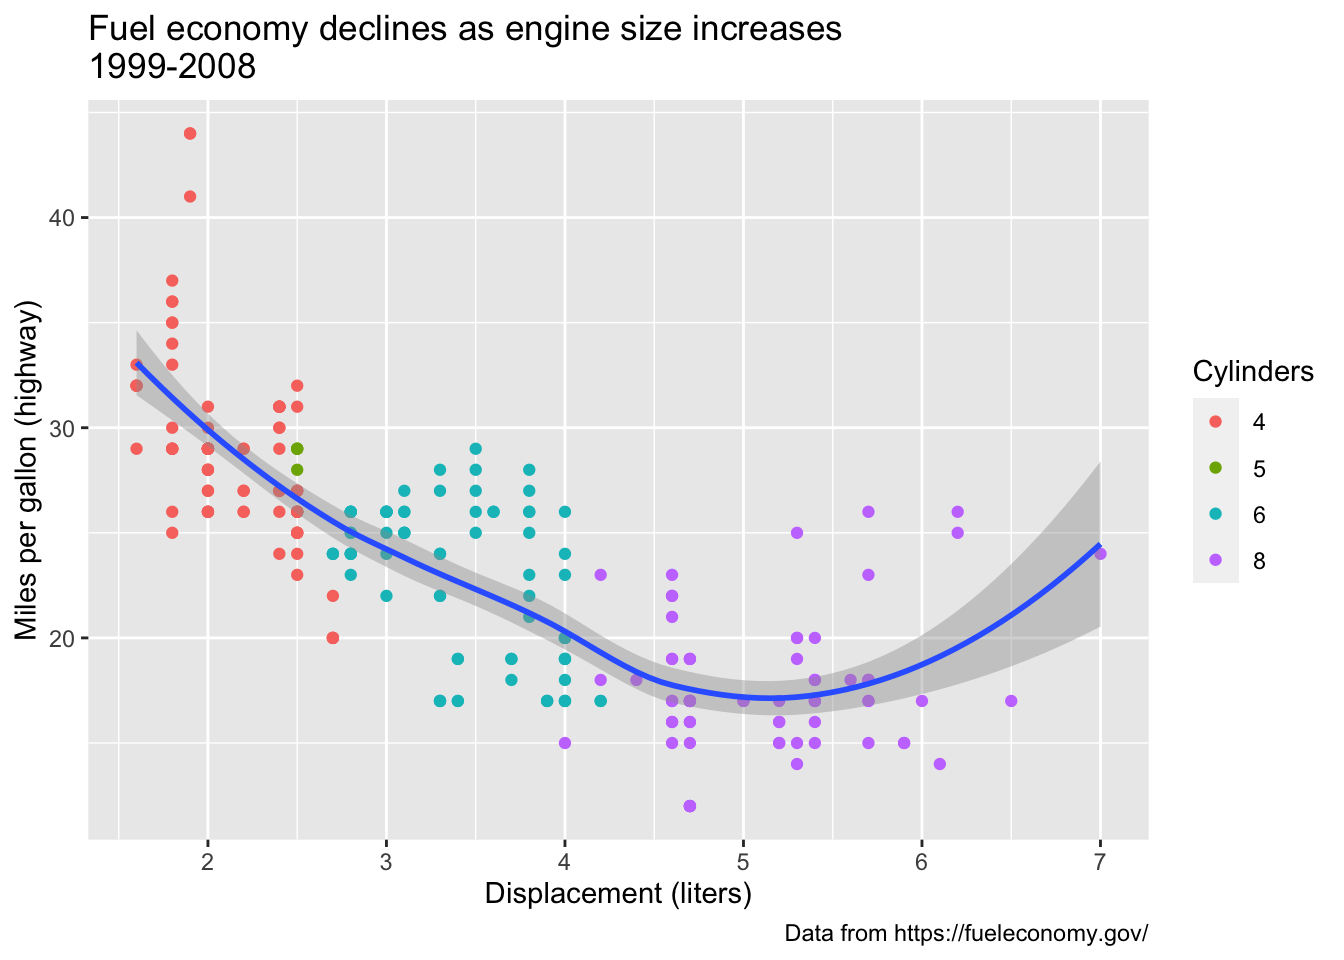 Fuel economy declines as engine size increases
1999-2008
Miles per gallon (highway)
40
30
20
2 3 4 5 6 7
Displacement (liters)
Cylinders
4
5
6
8
Data from https://fueleconomy.gov/